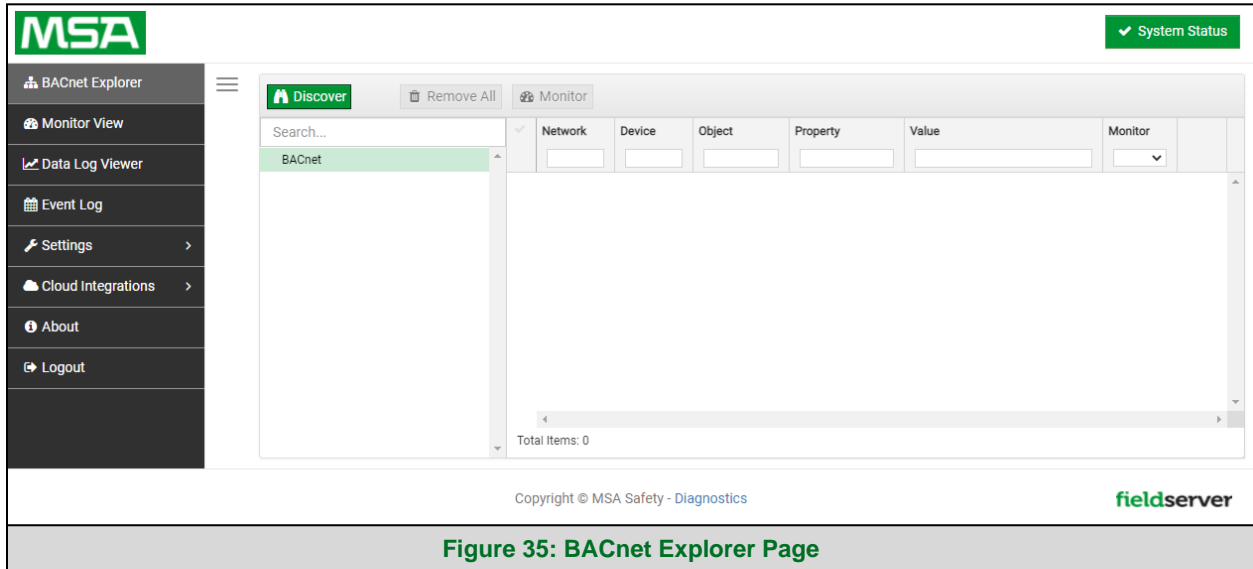 MSA
System Status
BACnet Explorer
Monitor View
Data Log Viewer
Event Log
Settings
Cloud Integrations
About
Logout
Discover
Remove All
Monitor
Search...
BACnet
Network Device Object Property Value Monitor
Total Items: 0
Copyright © MSA Safety - Diagnostics
fieldserver
Figure 35: BACnet Explorer Page